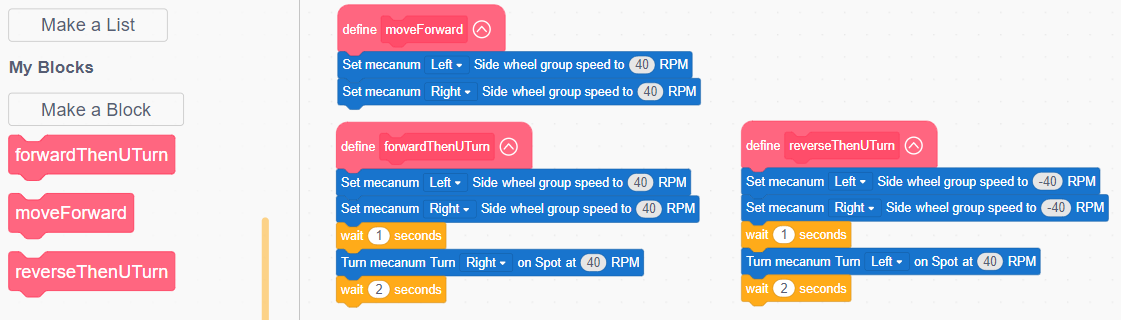 Make a List
My Blocks
Make a Block
forwardThenUTurn
moveForward
reverseThenUTurn
define moveForward
Set mecanum Left Side wheel group speed to 40 RPM
Set mecanum Right Side wheel group speed to 40 RPM
define forwardThenUTurn
Set mecanum Left Side wheel group speed to 40 RPM
Set mecanum Right Side wheel group speed to 40 RPM
wait 1 seconds
Turn mecanum Turn Right on Spot at 40 RPM
wait 2 seconds
define reverseThenUTurn
Set mecanum Left Side wheel group speed to -40 RPM
Set mecanum Right Side wheel group speed to -40 RPM
wait 1 seconds
Turn mecanum Turn Left on Spot at 40 RPM
wait 2 seconds